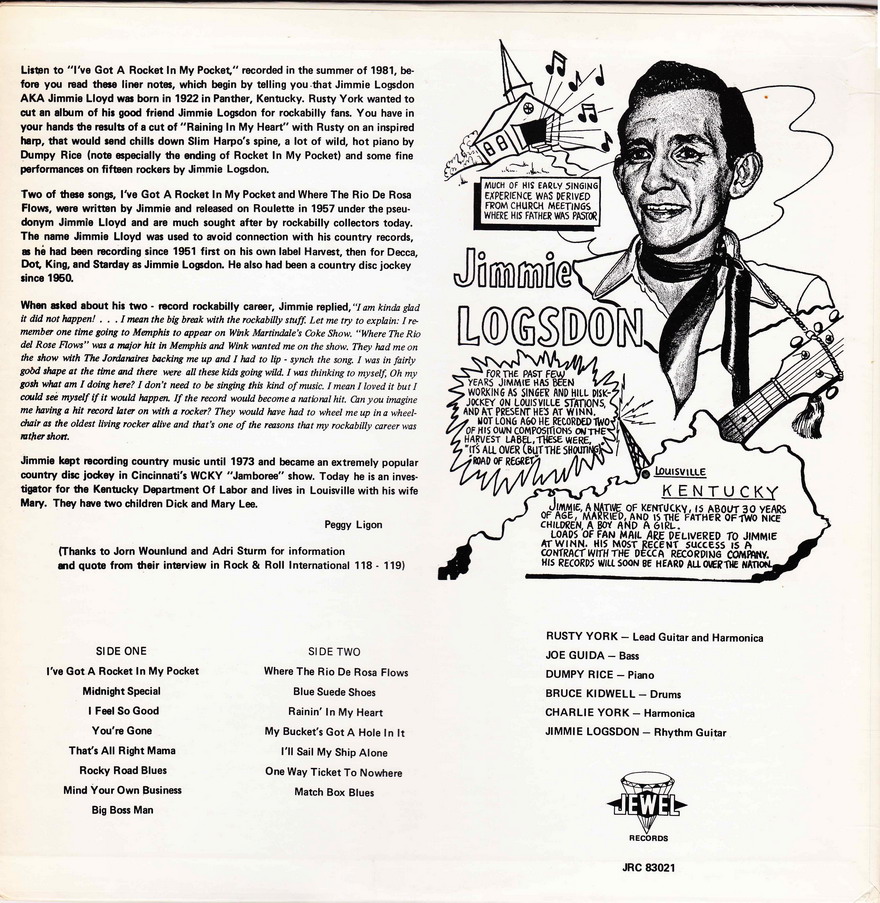 Listen to "I've Got A Rocket In My Pocket," recorded in the summer of 1981, be-
fore you read these liner notes, which begin by telling you that Jimmie Logsdon
AKA Jimmie Lloyd was born in 1922 in Panther, Kentucky. Rusty York wanted to
cut an album of his good friend Jimmie Logsdon for rockabilly fans. You have in
your hands the results of a cut of "Raining In My Heart" with Rusty on an inspired
harp, that would send chills down Slim Harpo's spine, a lot of wild, hot piano by
Dumpy Rice (note especially the ending of Rocket In My Pocket) and some fine
performances on fifteen rockers by Jimmie Logsdon.
Two of these songs, I've Got A Rocket In My Pocket and Where The Rio De Rosa
Flows, were written by Jimmie and released on Roulette in 1957 under the pseu-
donym Jimmie Lloyd and are much sought after by rockabilly collectors today.
The name Jimmie Lloyd was used to avoid connection with his country records,
as he had been recording since 1951 first on his own label Harvest, then for Decca,
Dot, King, and Starday as Jimmie Logsdon. He also had been a country disc jockey
since 1950.
When asked about his two - record rockabilly career, Jimmie replied, "I am kinda glad
it did not happen! . . . I mean the big break with the rockabilly stuff. Let me try to explain: I re-
member one time going to Memphis to appear on Wink Martindale's Coke Show. "Where The Rio
del Rose Flows" was a major hit in Memphis and Wink wanted me on the show. They had me on
the show with The Jordanaires backing me up and I had to lip - synch the song. I was in fairly
gobd shape at the time and there were all these kids going wild. I was thinking to myself, Oh my
gosh what am I doing here? I don't need to be singing this kind of music. I mean I loved it but I
could see myself if it would happen. If the record would become a national hit. Can you imagine
me having a hit record later on with a rocker? They would have had to wheel me up in a wheel-
chair as the oldest living rocker alive and that's one of the reasons that my rockabilly career was
rather short.
Jimmie kept recording country music until 1973 and became an extremely popular
country disc jockey in Cincinnati's WCKY "Jamboree" show. Today he is an inves-
tigator for the Kentucky Department Of Labor and lives in Louisville with his wife
Mary. They have two children Dick and Mary Lee.
Peggy Ligon
(Thanks to Jorn Wounlund and Adri Sturm for information
and quote from their interview in Rock & Roll International 118 - 119)
MUCH OF HIS EARLY SINGING
EXPERIENCE WAS DERIVED
FROM CHURCH MEETINGS
WHERE HIS FATHER WAS PASTOR
Jimmie
LOGSDON
FOR THE PAST FEW
YEARS JIMMIE HAS BEEN
WORKING AS SINGER AND HILL DISK-
JOCKEY ON LOUISVILLE STATIONS,
AND AT PRESENT HE'S AT WINN.
NOT LONG AGO HE RECORDED TWO
OF HIS OWN COMPOSITIONS ON THE
HARVEST LABEL, THESE WERE,
"IT'S ALL OVER (BUT THE SHOUTING)
"ROAD OF REGRET"
LOUISVILLE
KENTUCKY
JIMMIE, A NATIVE OF KENTUCKY, IS ABOUT 30 YEARS
OF AGE, MARRIED, AND IS THE FATHER OF TWO NICE
CHILDREN, A BOY AND A GIRL.
LOADS OF FAN MAIL ARE DELIVERED TO JIMMIE
AT WINN. HIS MOST RECENT SUCCESS IS A
CONTRACT WITH THE DECCA RECORDING COMPANY.
HIS RECORDS WILL SOON BE HEARD ALL OVER THE NATION.
SIDE ONE
I've Got A Rocket In My Pocket
Midnight Special
I Feel So Good
You're Gone
That's All Right Mama
Rocky Road Blues
Mind Your Own Business
Big Boss Man
SIDE TWO
Where The Rio De Rosa Flows
Blue Suede Shoes
Rainin' In My Heart
My Bucket's Got A Hole In It
I'll Sail My Ship Alone
One Way Ticket To Nowhere
Match Box Blues
RUSTY YORK – Lead Guitar and Harmonica
JOE GUIDA – Bass
DUMPY RICE – Piano
BRUCE KIDWELL – Drums
CHARLIE YORK – Harmonica
JIMMIE LOGSDON – Rhythm Guitar
JEWEL
RECORDS
JRC 83021